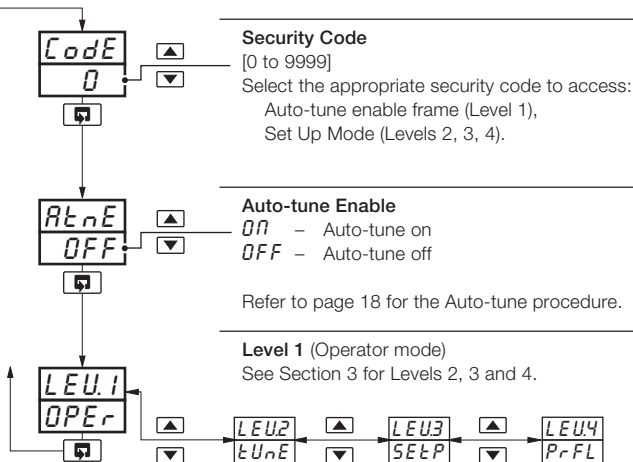 CodE
0
Security Code
[0 to 9999]
Select the appropriate security code to access:
Auto-tune enable frame (Level 1),
Set Up Mode (Levels 2, 3, 4).
AtnE
OFF
Auto-tune Enable
ON – Auto-tune on
OFF – Auto-tune off
Refer to page 18 for the Auto-tune procedure.
LEV.1
OPEr
Level 1 (Operator mode)
See Section 3 for Levels 2, 3 and 4.
LEV.2
tUnE
LEV.3
SEtP
LEV.4
PrFL